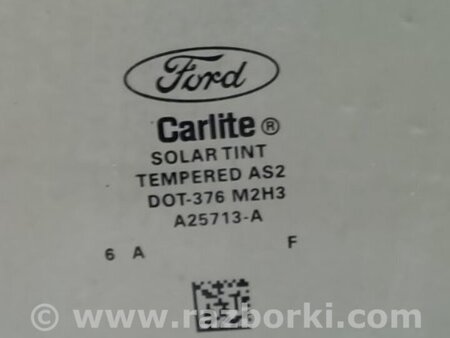 Ford
Carlite®
SOLAR TINT
TEMPERED AS2
DOT-376 M2H3
A25713-A
6 A F
© www.razborki.com